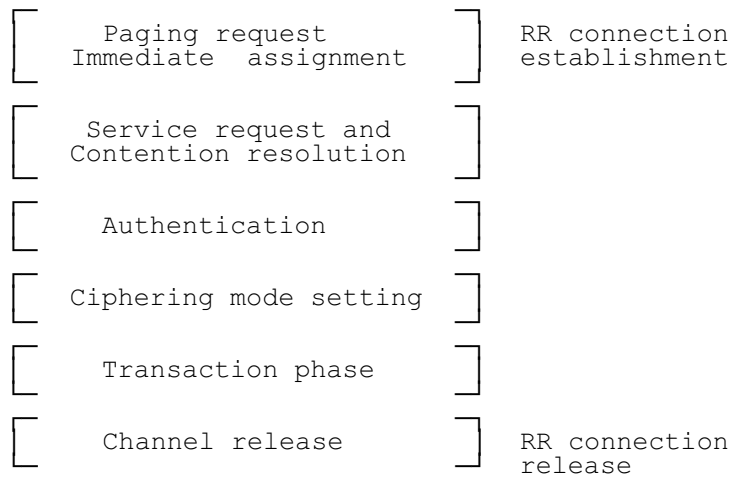 Paging request
Immediate assignment
RR connection
establishment
Service request and
Contention resolution
Authentication
Ciphering mode setting
Transaction phase
Channel release
RR connection
release